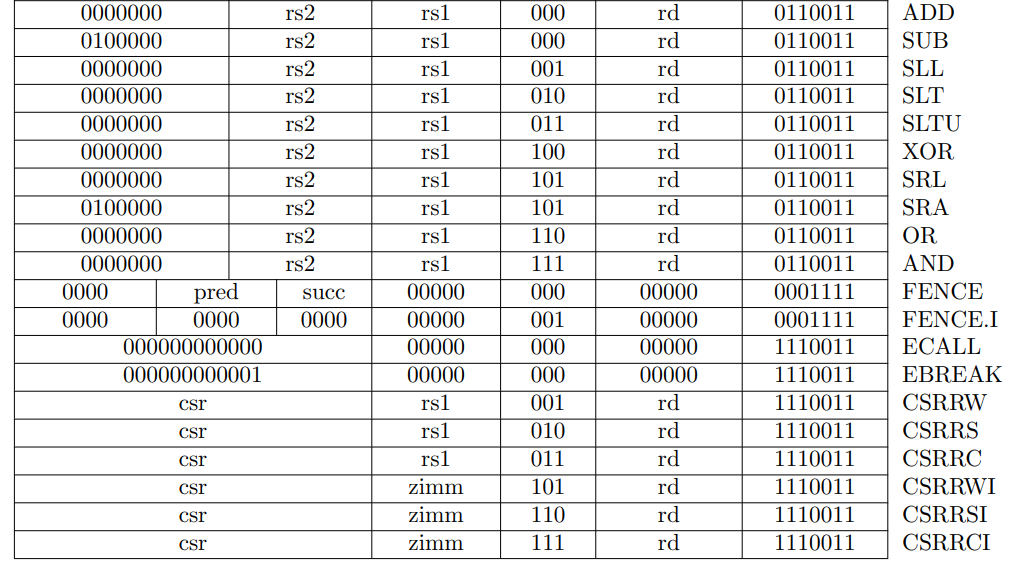 0000000 rs2 rs1 000 rd 0110011 ADD
0100000 rs2 rs1 000 rd 0110011 SUB
0000000 rs2 rs1 001 rd 0110011 SLL
0000000 rs2 rs1 010 rd 0110011 SLT
0000000 rs2 rs1 011 rd 0110011 SLTU
0000000 rs2 rs1 100 rd 0110011 XOR
0000000 rs2 rs1 101 rd 0110011 SRL
0100000 rs2 rs1 101 rd 0110011 SRA
0000000 rs2 rs1 110 rd 0110011 OR
0000000 rs2 rs1 111 rd 0110011 AND
0000 pred succ 00000 000 00000 0001111 FENCE
0000 0000 0000 00000 001 00000 0001111 FENCE.I
000000000000 00000 000 00000 1110011 ECALL
000000000001 00000 000 00000 1110011 EBREAK
csr rs1 001 rd 1110011 CSRRW
csr rs1 010 rd 1110011 CSRRS
csr rs1 011 rd 1110011 CSRRC
csr zimm 101 rd 1110011 CSRRWI
csr zimm 110 rd 1110011 CSRRSI
csr zimm 111 rd 1110011 CSRRCI